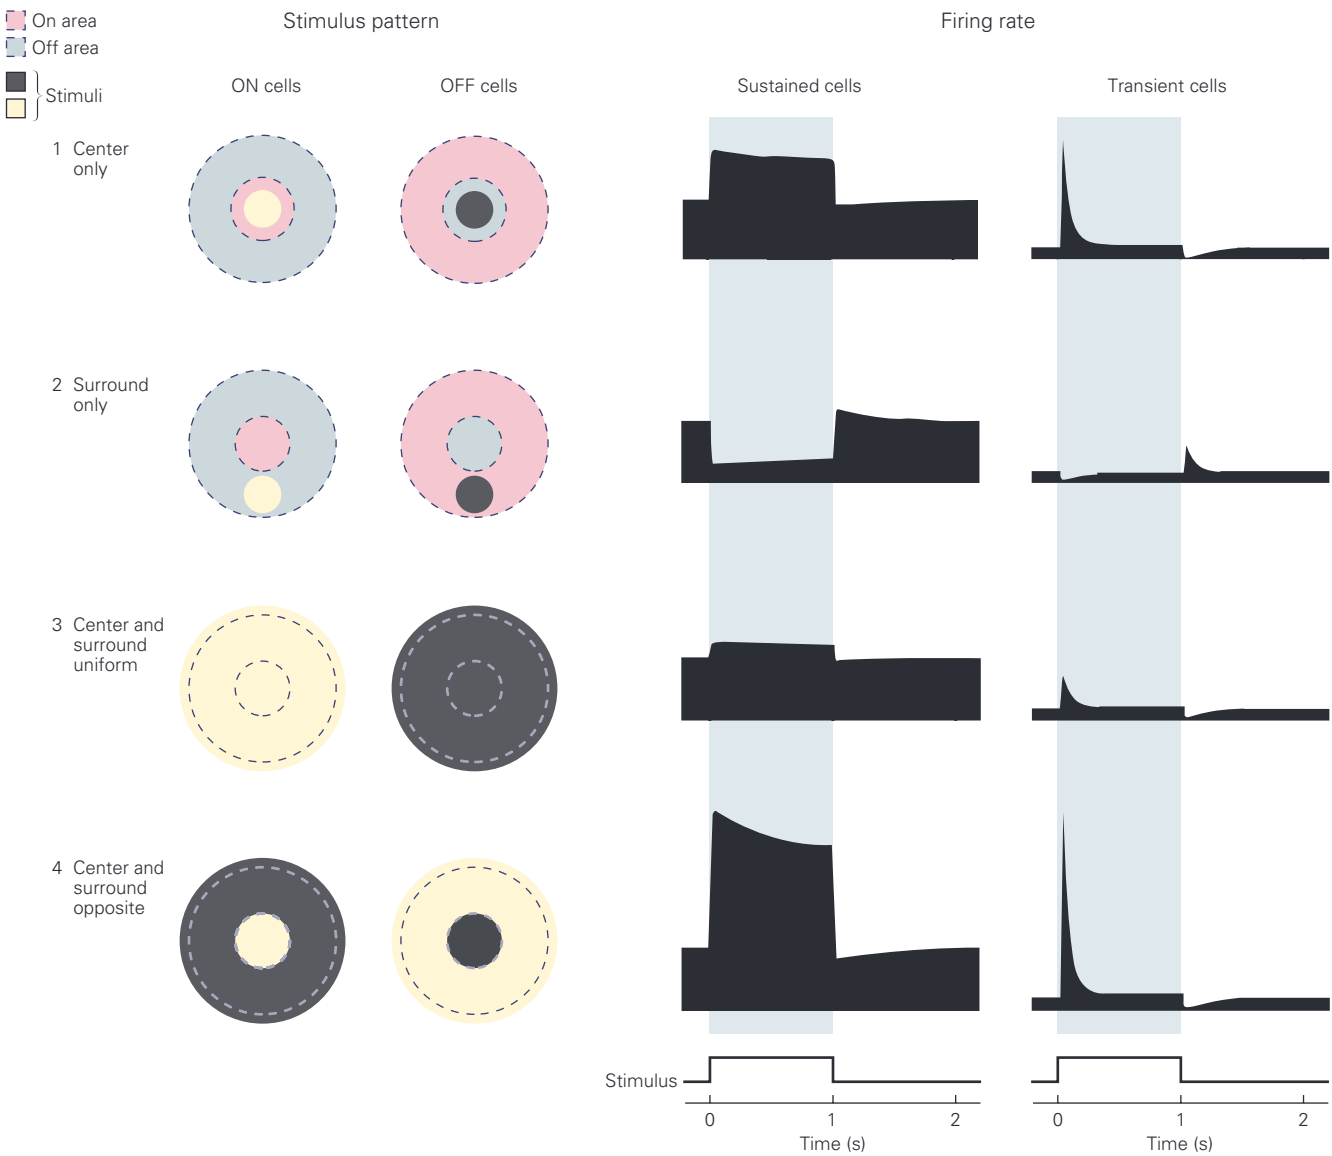 On area
Off area
Stimuli
Stimulus pattern
Firing rate
ON cells
OFF cells
Sustained cells
Transient cells
1 Center
only
2 Surround
only
3 Center and
surround
uniform
4 Center and
surround
opposite
Stimulus
0 1 2
Time (s)
0 1 2
Time (s)